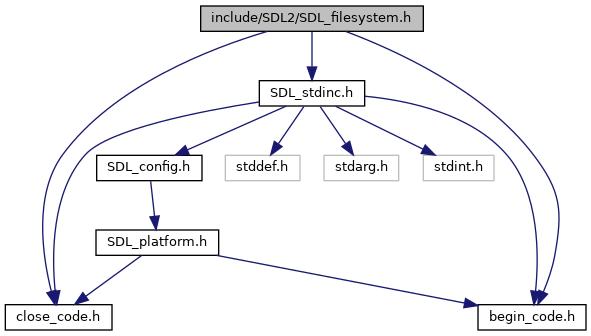 include/SDL2/SDL_filesystem.h
SDL_stdinc.h
SDL_config.h
stddef.h
stdarg.h
stdint.h
SDL_platform.h
close_code.h
begin_code.h